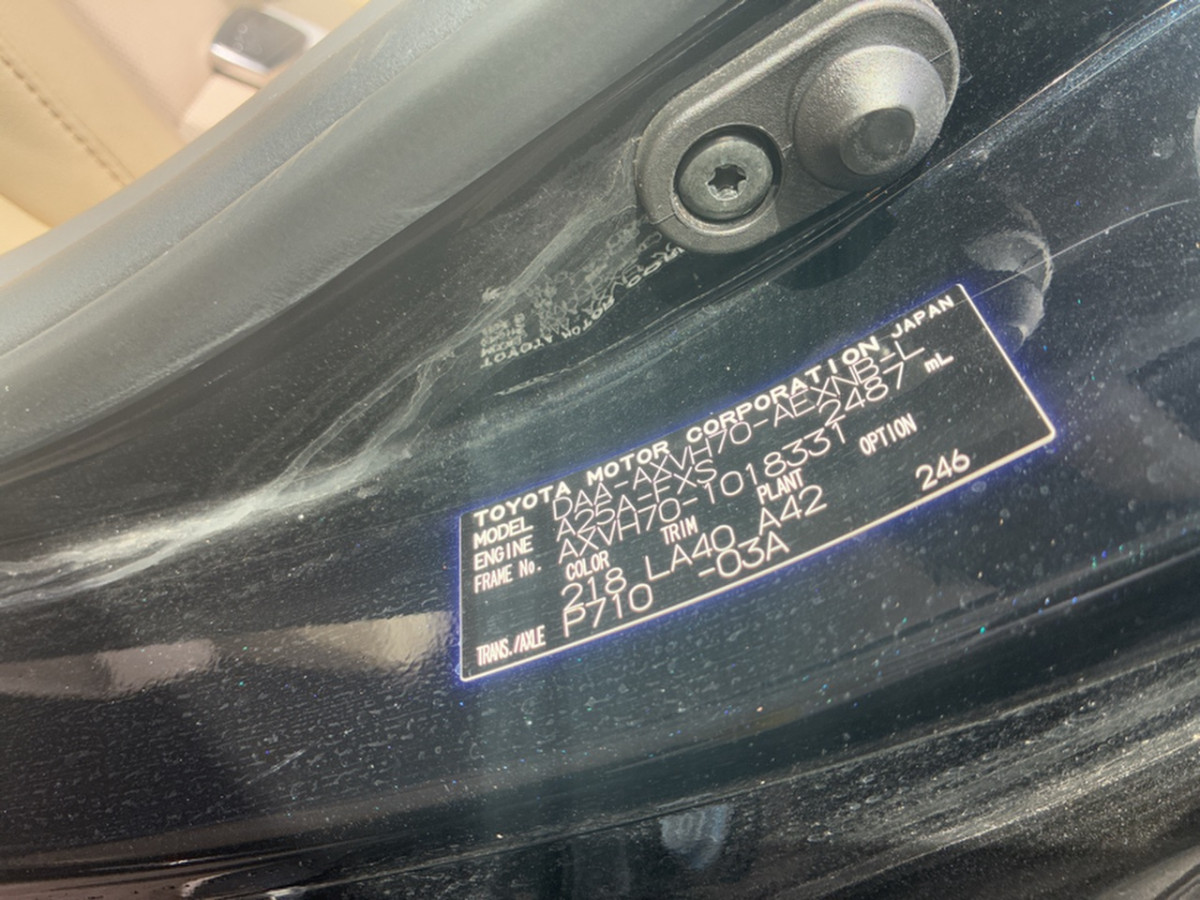 TOYOTA MOTOR CORPORATION JAPAN
MODEL DAA-AXVH70-AEXNB-L
ENGINE A25A-FXS 2487 mL
FRAME No. AXVH70-1018331
COLOR TRIM PLANT OPTION
218 LA40 A42 246
TRANS./AXLE P710 -03A